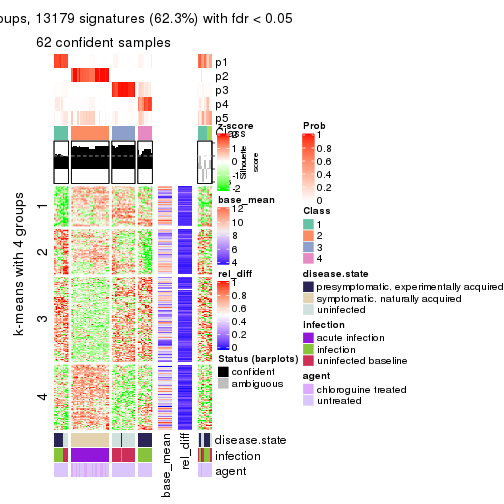 oups, 13179 signatures (62.3%) with fdr < 0.05
62 confident samples
p1
p2
p3
p4
p5
Class
z-score
2
1
0
-1
-2
Silhouette
score
k-means with 4 groups
1
2
3
4
base_mean
12
10
8
6
4
rel_diff
1
0.8
0.6
0.4
0.2
0
Status (barplots)
confident
ambiguous
Prob
1
0.8
0.6
0.4
0.2
0
Class
1
2
3
4
disease.state
presymptomatic. experimentally acquired
symptomatic. naturally acquired
uninfected
infection
acute infection
infection
uninfected baseline
agent
chloroguine treated
untreated
disease.state
infection
agent
base_mean
rel_diff